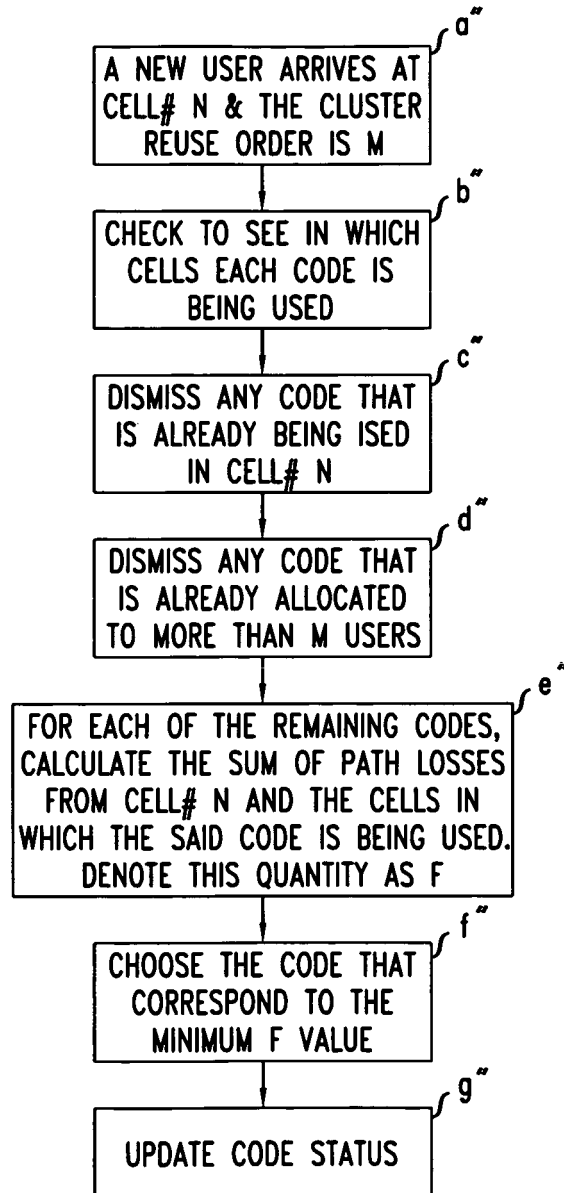 a"
A NEW USER ARRIVES AT
CELL# N & THE CLUSTER
REUSE ORDER IS M
b"
CHECK TO SEE IN WHICH
CELLS EACH CODE IS
BEING USED
c"
DISMISS ANY CODE THAT
IS ALREADY BEING ISED
IN CELL# N
d"
DISMISS ANY CODE THAT
IS ALREADY ALLOCATED
TO MORE THAN M USERS
e"
FOR EACH OF THE REMAINING CODES,
CALCULATE THE SUM OF PATH LOSSES
FROM CELL# N AND THE CELLS IN
WHICH THE SAID CODE IS BEING USED.
DENOTE THIS QUANTITY AS F
f"
CHOOSE THE CODE THAT
CORRESPOND TO THE
MINIMUM F VALUE
g"
UPDATE CODE STATUS